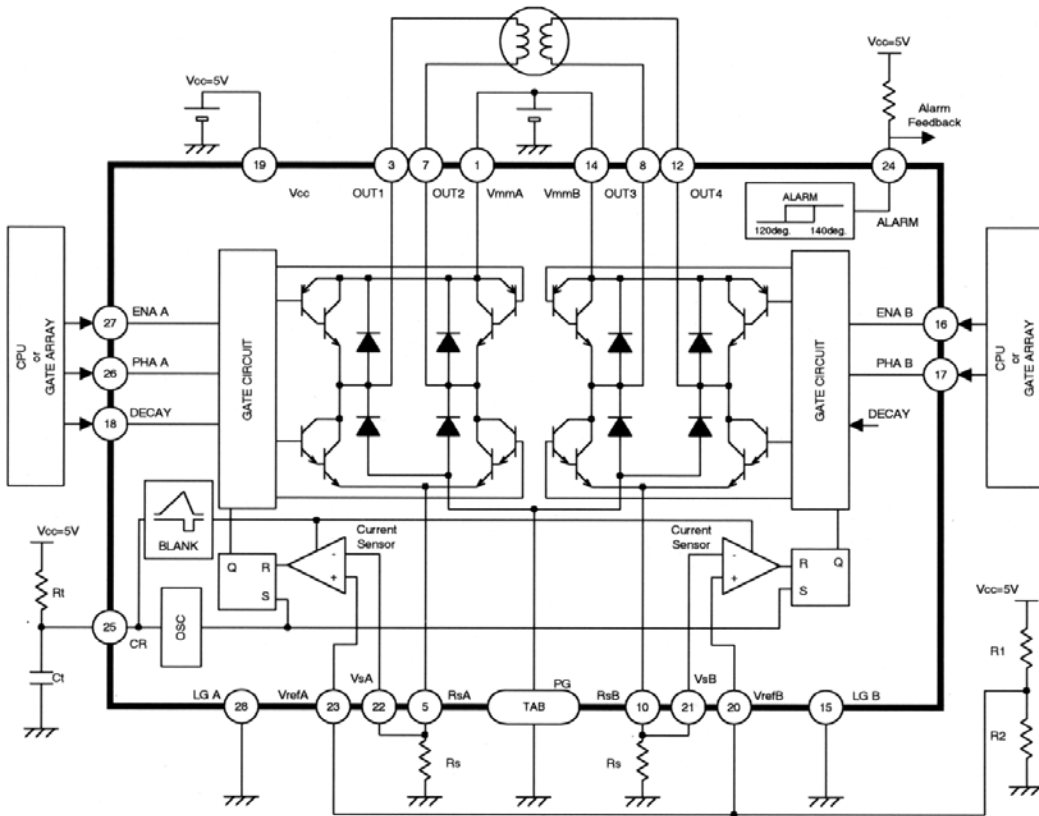 Vcc=5V
Vcc=5V
Alarm
Feedback
19
3
7
1
14
8
12
24
Vcc
OUT1
OUT2
VmmA
VmmB
OUT3
OUT4
ALARM
120deg.
140deg.
ALARM
CPU
or
GATE ARRAY
27
ENA A
26
PHA A
18
DECAY
GATE CIRCUIT
GATE CIRCUIT
ENA B
16
PHA B
17
DECAY
CPU
or
GATE ARRAY
BLANK
Current
Sensor
Current
Sensor
Vcc=5V
Rt
Q
R
S
-
+
-
+
R
Q
S
Vcc=5V
25
CR
OSC
Ct
R1
R2
LG A
VrefA
VsA
RsA
PG
RsB
VsB
VrefB
LG B
28
23
22
5
TAB
10
21
20
15
Rs
Rs